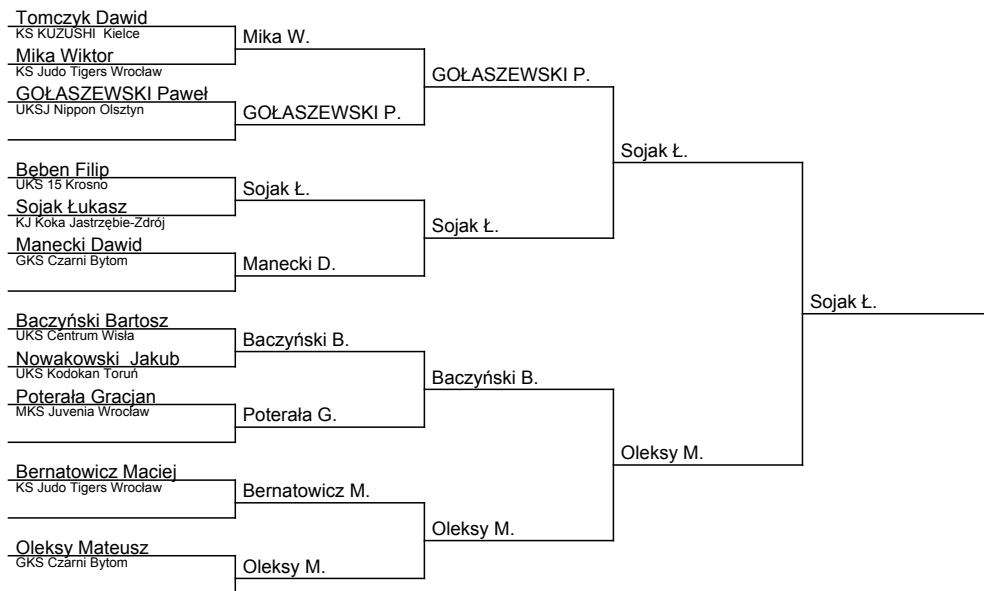 Tomczyk Dawid
KS KUZUSHI Kielce
Mika W.
Mika Wiktor
KS Judo Tigers Wrocław
GOŁASZEWSKI P.
GOŁASZEWSKI Paweł
UKSJ Nippon Olsztyn
GOŁASZEWSKI P.
Sojak Ł.
Bęben Filip
UKS 15 Krosno
Sojak Ł.
Sojak Łukasz
KJ Koka Jastrzębie-Zdrój
Sojak Ł.
Manecki Dawid
GKS Czarni Bytom
Manecki D.
Sojak Ł.
Baczyński Bartosz
UKS Centrum Wisła
Baczyński B.
Nowakowski Jakub
UKS Kodokan Toruń
Baczyński B.
Poterała Gracjan
MKS Juvenia Wrocław
Poterała G.
Oleksy M.
Bernatowicz Maciej
KS Judo Tigers Wrocław
Bernatowicz M.
Oleksy M.
Oleksy Mateusz
GKS Czarni Bytom
Oleksy M.